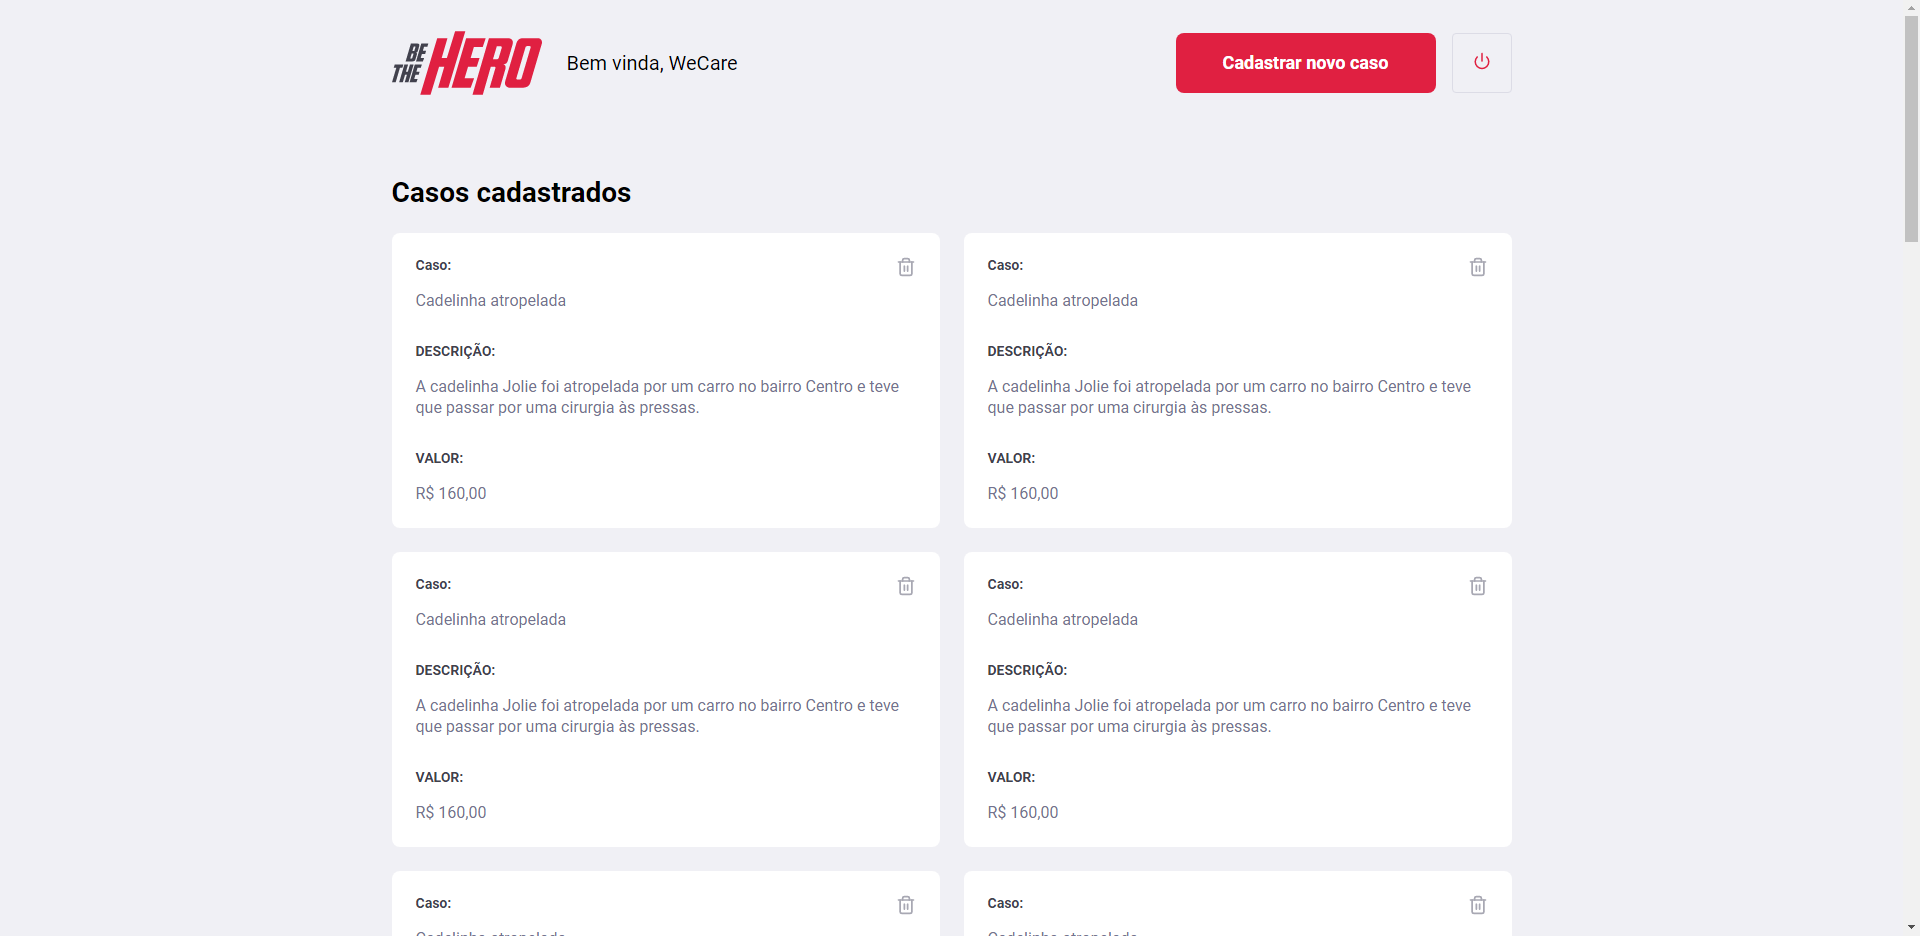 BE
THE HERO
Bem vinda, WeCare
Cadastrar novo caso
Casos cadastrados
Caso:
Cadelinha atropelada
DESCRIÇÃO:
A cadelinha Jolie foi atropelada por um carro no bairro Centro e teve
que passar por uma cirurgia às pressas.
VALOR:
R$ 160,00
Caso:
Cadelinha atropelada
DESCRIÇÃO:
A cadelinha Jolie foi atropelada por um carro no bairro Centro e teve
que passar por uma cirurgia às pressas.
VALOR:
R$ 160,00
Caso:
Cadelinha atropelada
DESCRIÇÃO:
A cadelinha Jolie foi atropelada por um carro no bairro Centro e teve
que passar por uma cirurgia às pressas.
VALOR:
R$ 160,00
Caso:
Cadelinha atropelada
DESCRIÇÃO:
A cadelinha Jolie foi atropelada por um carro no bairro Centro e teve
que passar por uma cirurgia às pressas.
VALOR:
R$ 160,00
Caso:
Caso: